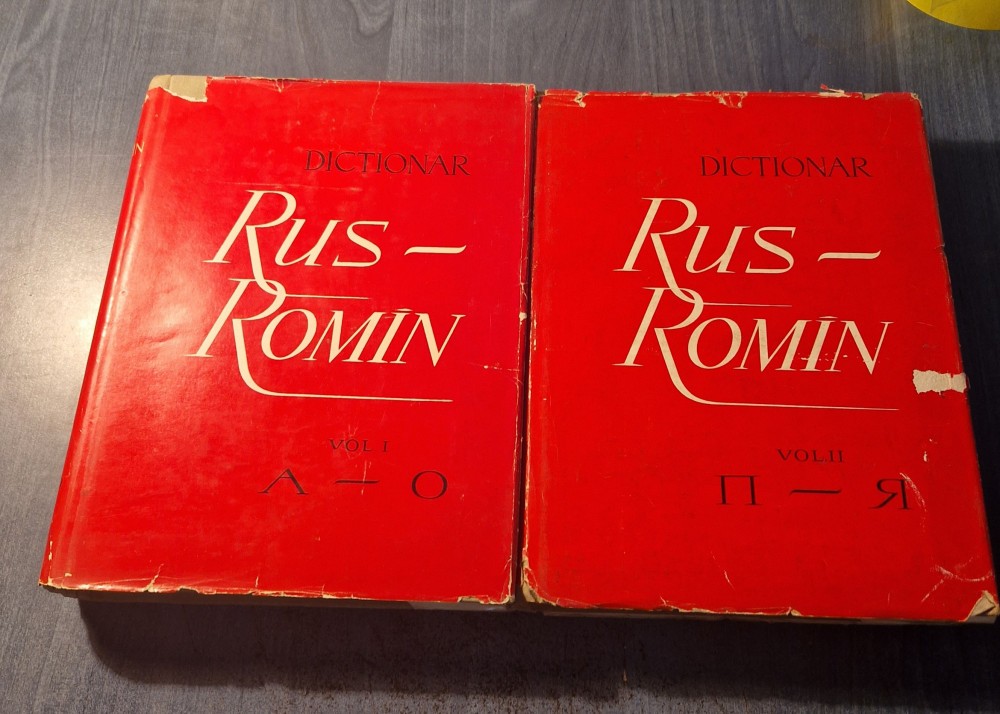 DICTIONAR
RUS –
ROMÎN
VOL I
А — О
DICTIONAR
RUS –
ROMÎN
VOL.II
П — Я